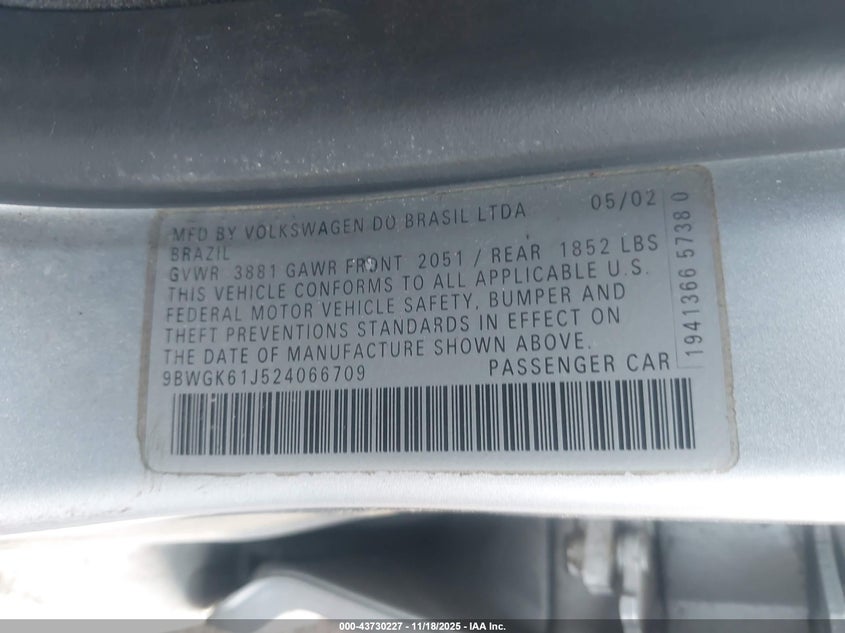 MFD BY VOLKSWAGEN DO BRASIL LTDA 05/02
BRAZIL
GVWR 3881 GAWR FRONT 2051 / REAR 1852 LBS
THIS VEHICLE CONFORMS TO ALL APPLICABLE U.S.
FEDERAL MOTOR VEHICLE SAFETY, BUMPER AND
THEFT PREVENTIONS STANDARDS IN EFFECT ON
THE DATE OF MANUFACTURE SHOWN ABOVE.
9BWGK61J524066709 PASSENGER CAR
1941366 57380
000-43730227 - 11/18/2025 - IAA Inc.